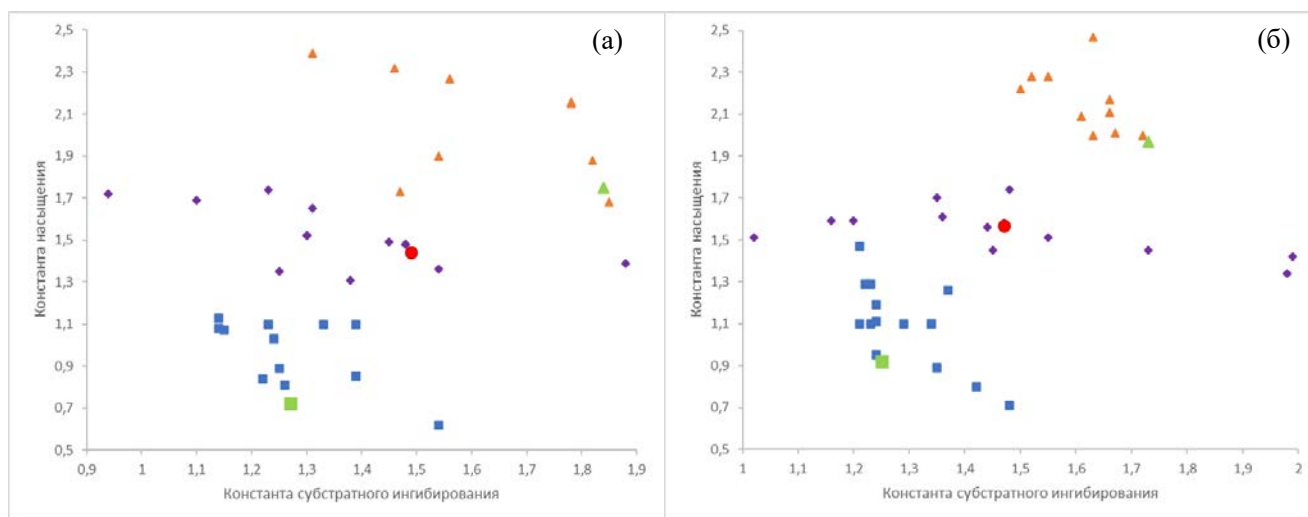 (а)
Константа насыщения
2,5
2,3
2,1
1,9
1,7
1,5
1,3
1,1
0,9
0,7
0,5
0,9 1 1,1 1,2 1,3 1,4 1,5 1,6 1,7 1,8 1,9
Константа субстратного ингибирования
(б)
Константа насыщения
2,5
2,3
2,1
1,9
1,7
1,5
1,3
1,1
0,9
0,7
0,5
1 1,1 1,2 1,3 1,4 1,5 1,6 1,7 1,8 1,9 2
Константа субстратного ингибирования